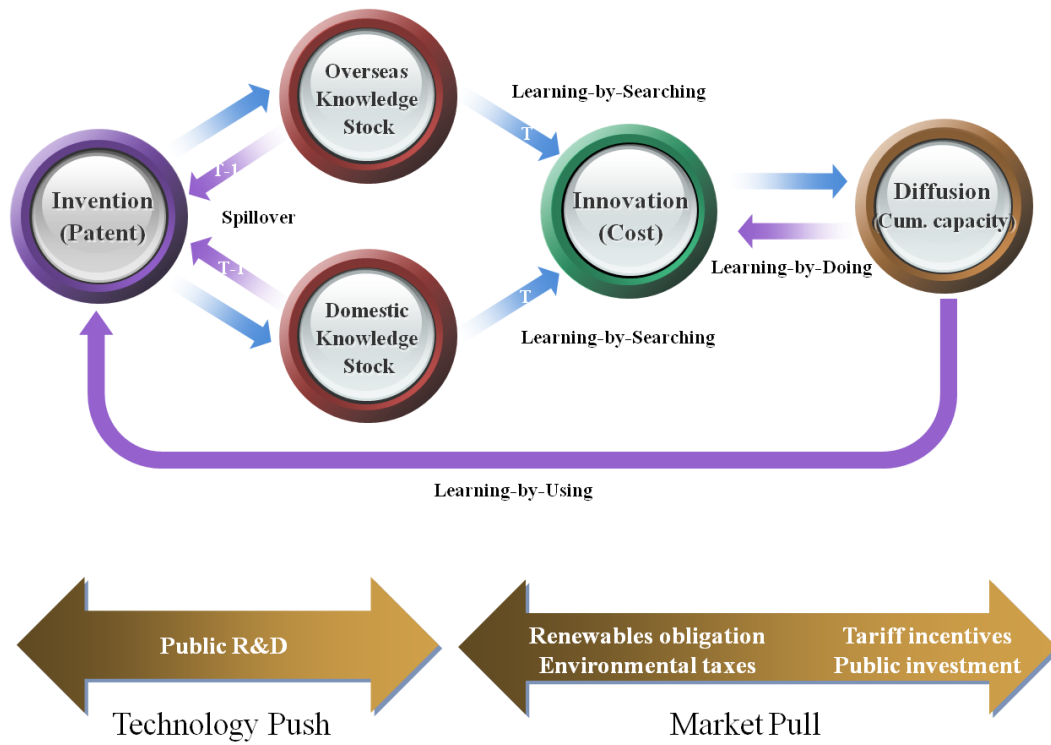 Overseas
Knowledge
Stock
Learning-by-Searching
T
T-1
Invention
(Patent)
Spillover
Innovation
(Cost)
Diffusion
(Cum. capacity)
T-1
Learning-by-Doing
Domestic
Knowledge
Stock
T
Learning-by-Searching
Learning-by-Using
Public R&D
Renewables obligation
Environmental taxes
Tariff incentives
Public investment
Technology Push
Market Pull